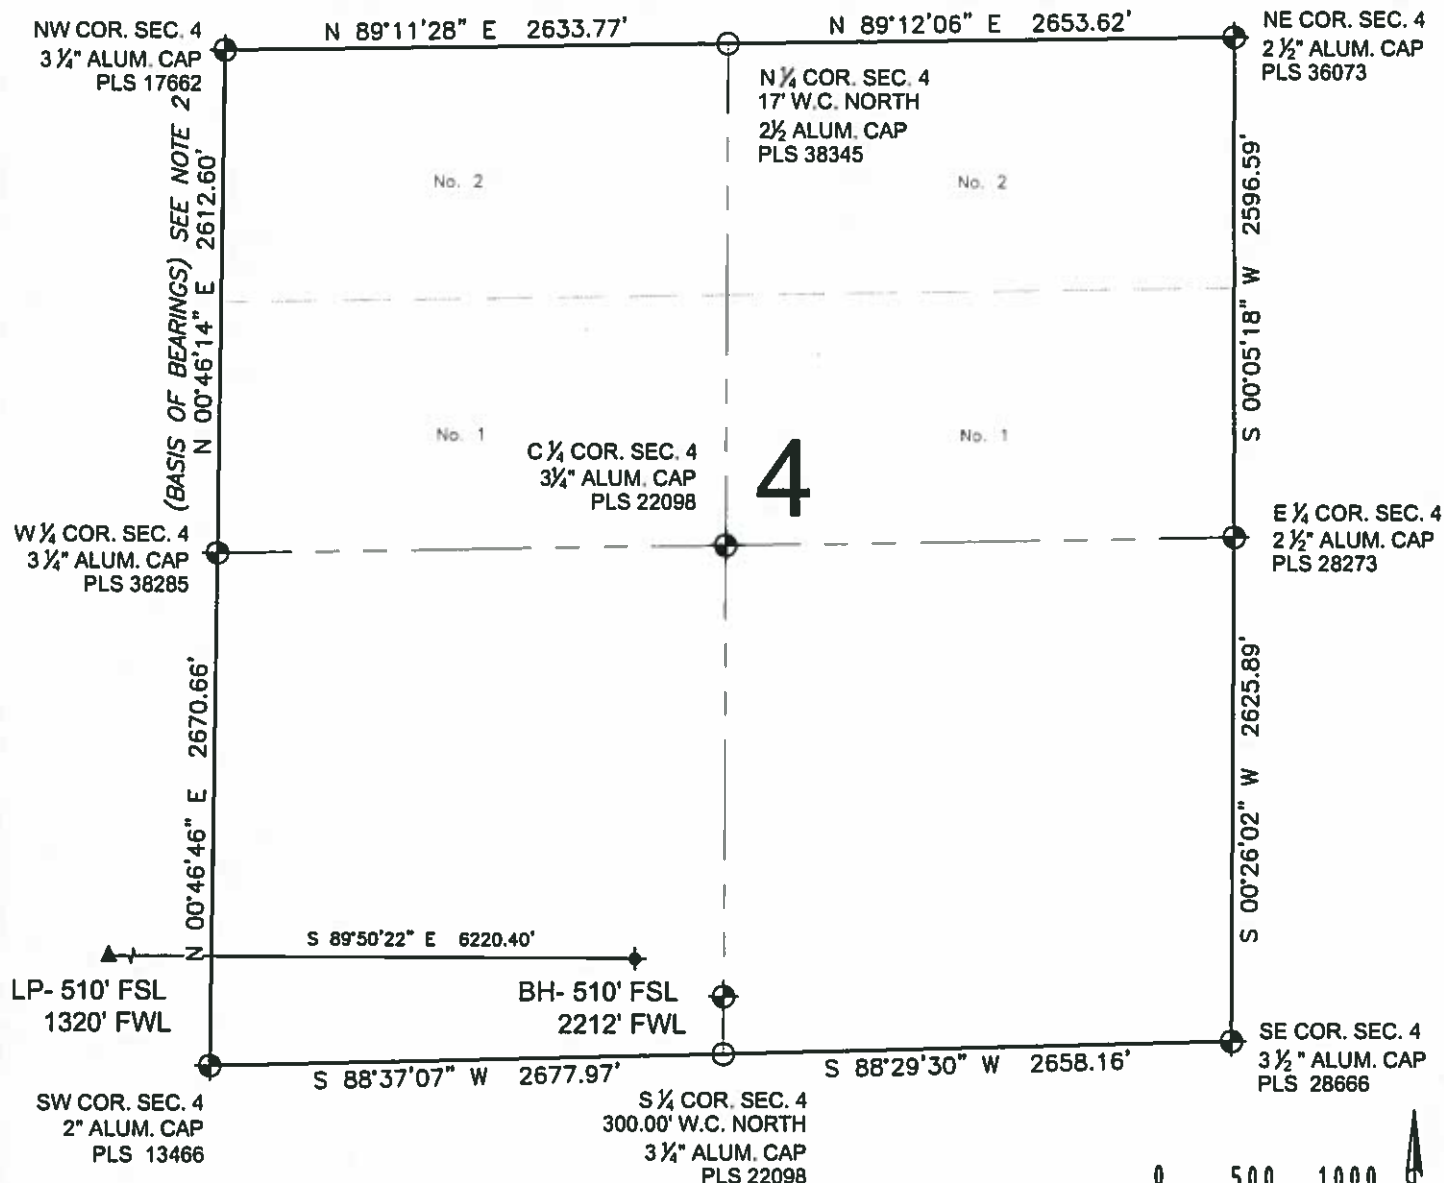 NW COR. SEC. 4
3 ¼" ALUM. CAP
PLS 17662
N 89°11'28" E 2633.77'
N 89°12'06" E 2653.62'
NE COR. SEC. 4
2 ½" ALUM. CAP
PLS 36073
N ¼ COR. SEC. 4
17' W.C. NORTH
2½ ALUM. CAP
PLS 38345
(BASIS OF BEARINGS) SEE NOTE 2
N 00°46'14" E 2612.60'
No. 2
No. 2
S 00°05'18" W 2596.59'
No. 1
No. 1
C ¼ COR. SEC. 4
3¼" ALUM. CAP
PLS 22098
4
W ¼ COR. SEC. 4
3 ¼" ALUM. CAP
PLS 38285
E ¼ COR. SEC. 4
2 ½" ALUM. CAP
PLS 28273
N 00°46'46" E 2670.66'
S 00°26'02" W 2625.89'
S 89°50'22" E 6220.40'
LP- 510' FSL
1320' FWL
BH- 510' FSL
2212' FWL
SW COR. SEC. 4
2" ALUM. CAP
PLS 13466
S 88°37'07" W 2677.97'
S ¼ COR. SEC. 4
300.00' W.C. NORTH
3 ¼" ALUM. CAP
PLS 22098
S 88°29'30" W 2658.16'
SE COR. SEC. 4
3 ½" ALUM. CAP
PLS 28666
0 500 1000